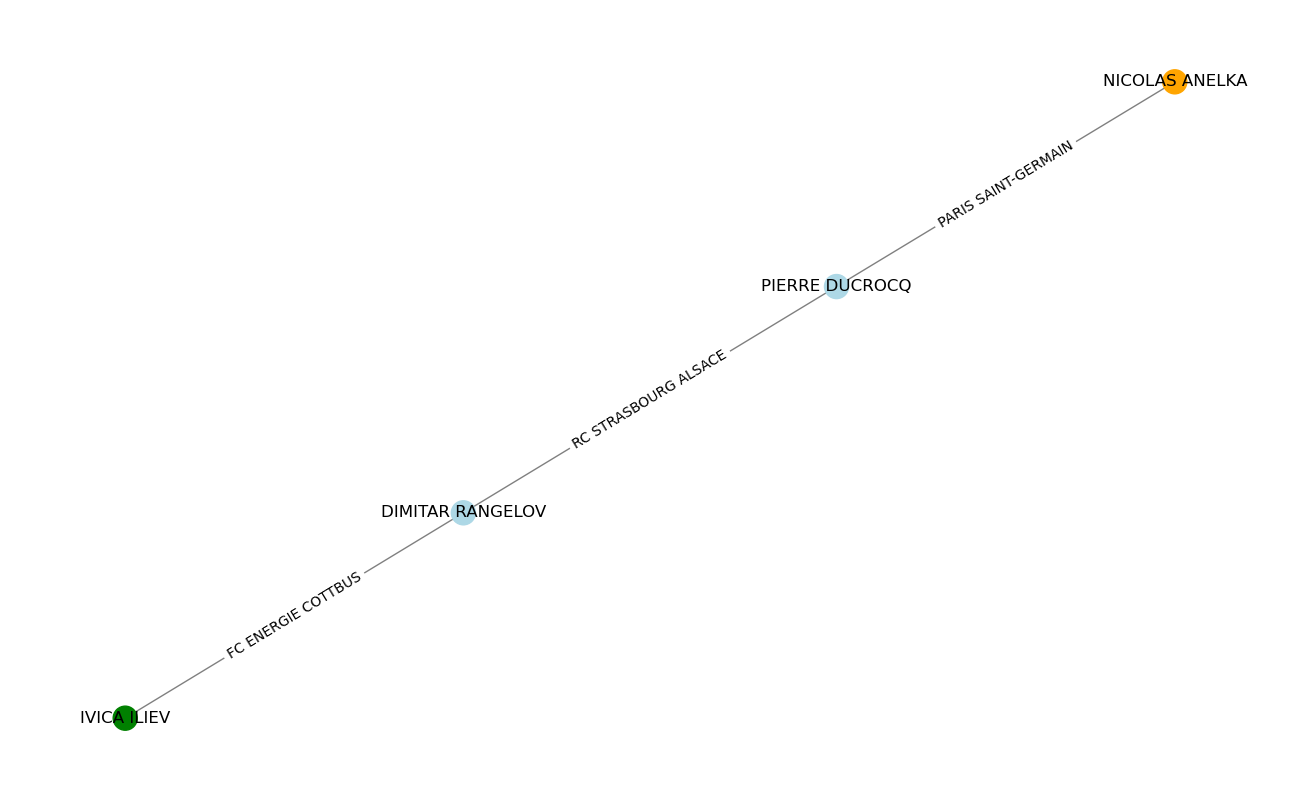 NICOLAS ANELKA
PARIS SAINT-GERMAIN
PIERRE DUCROCQ
RC STRASBOURG ALSACE
DIMITAR RANGELOV
FC ENERGIE COTTBUS
IVICA ILIEV